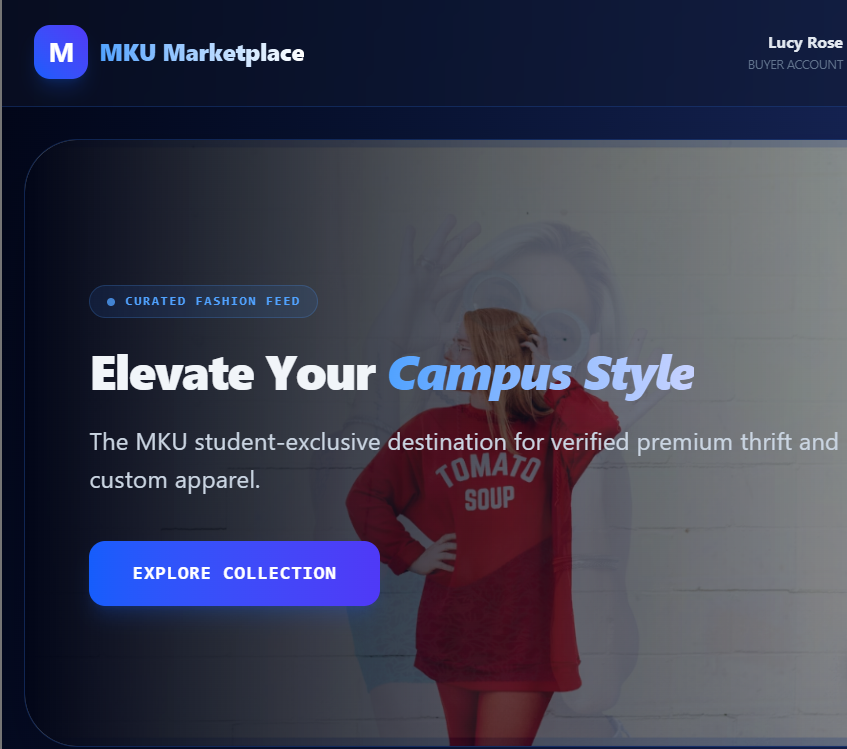 M
MKU Marketplace
Lucy Rose
BUYER ACCOUNT
CURATED FASHION FEED
Elevate Your Campus Style
The MKU student-exclusive destination for verified premium thrift and
custom apparel.
TOMATO
SOUP
EXPLORE COLLECTION